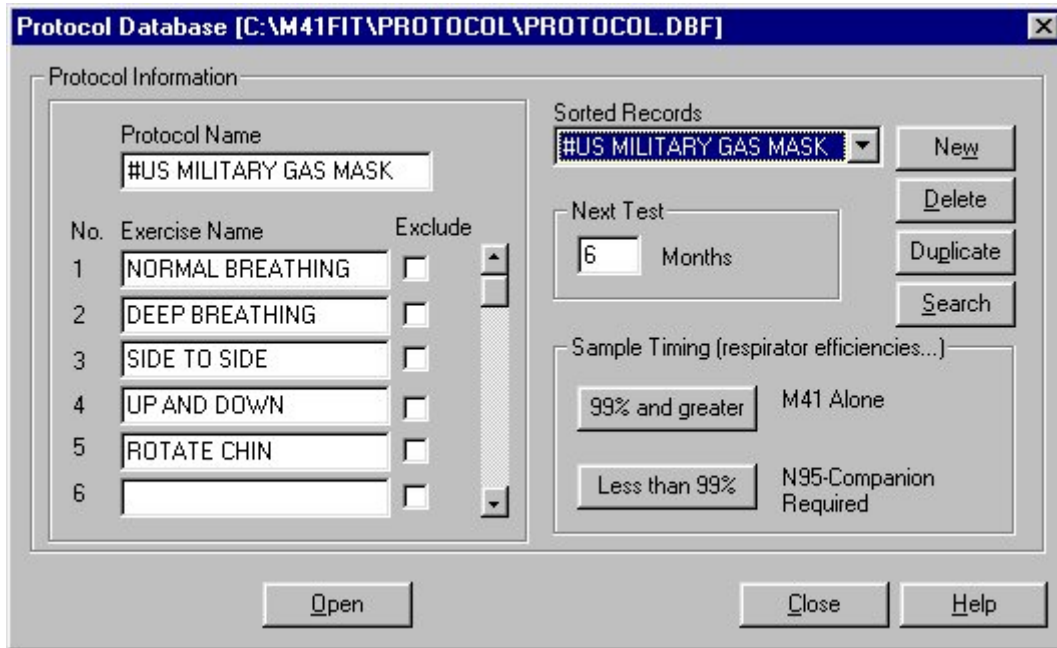 Protocol Database [C:\M41FIT\PROTOCOL\PROTOCOL.DBF]
Protocol Information
Protocol Name
#US MILITARY GAS MASK
No. Exercise Name Exclude
1 NORMAL BREATHING
2 DEEP BREATHING
3 SIDE TO SIDE
4 UP AND DOWN
5 ROTATE CHIN
6
Sorted Records
#US MILITARY GAS MASK
Next Test
6 Months
New
Delete
Duplicate
Search
Sample Timing (respirator efficiencies...)
99% and greater M41 Alone
Less than 99% N95-Companion
Required
Open Close Help